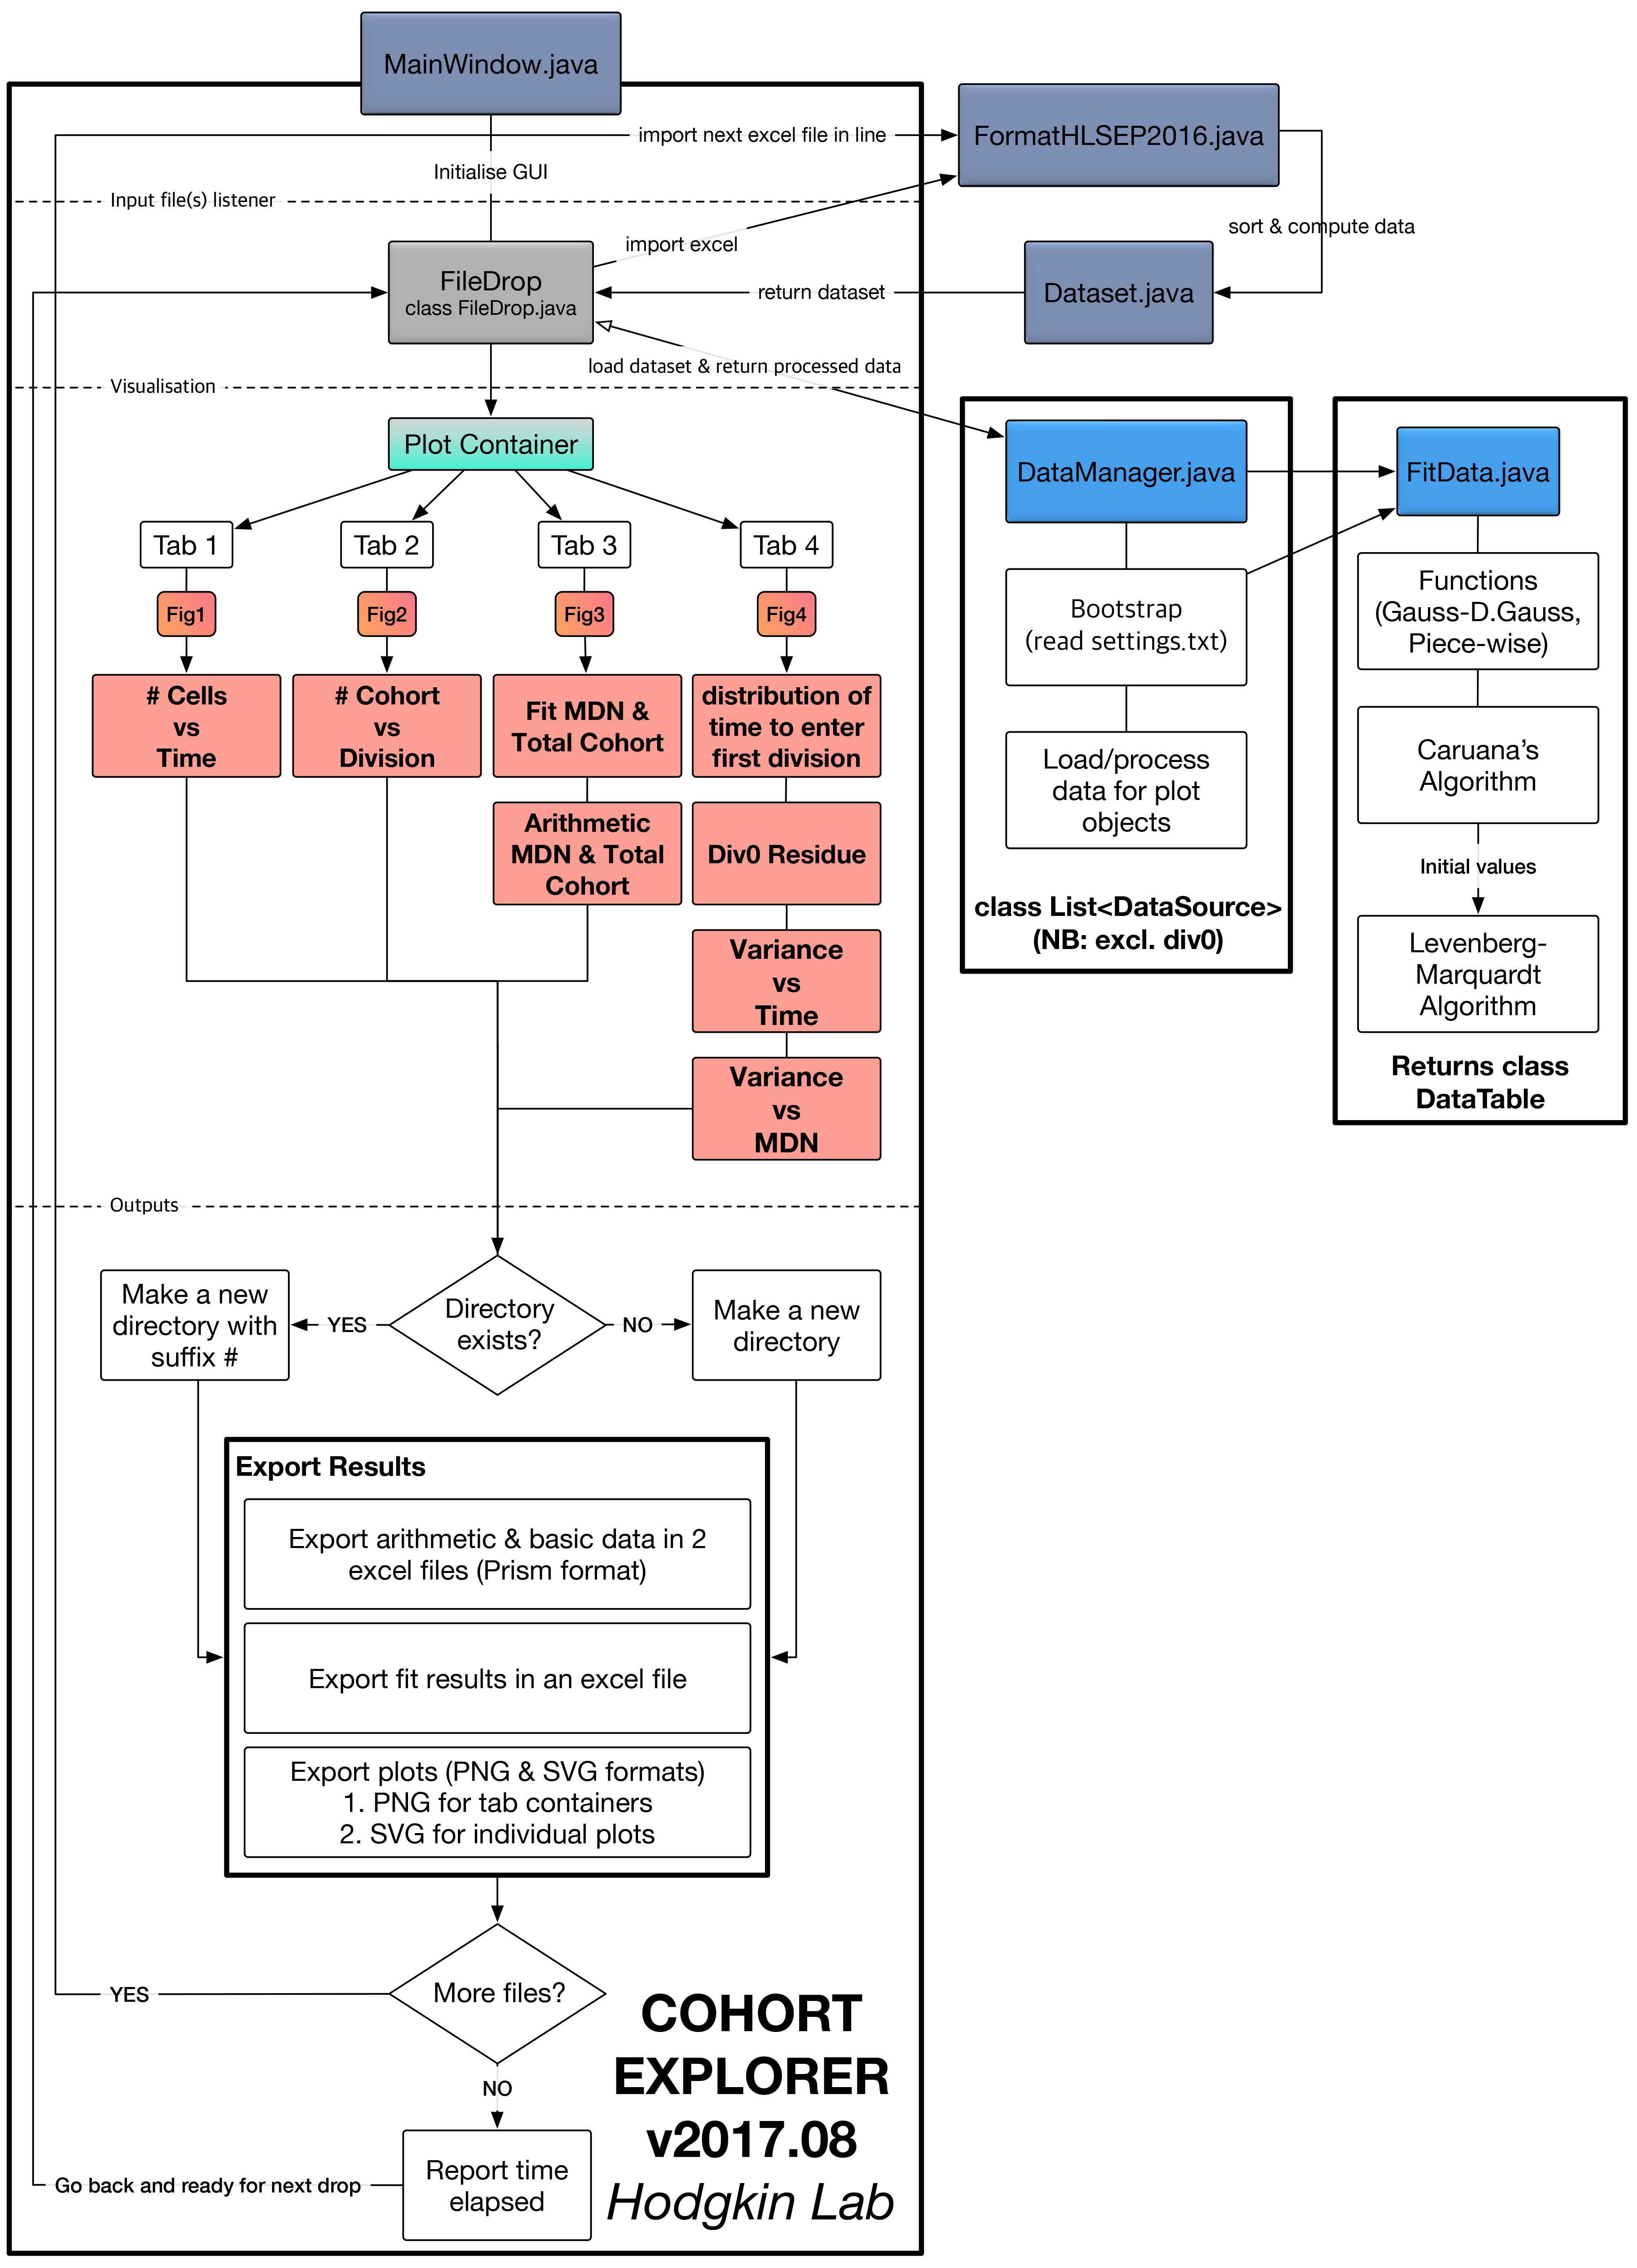 MainWindow.java
import next excel file in line
FormatHLSEP2016.java
Initialise GUI
Input file(s) listener
sort & compute data
import excel
FileDrop
class FileDrop.java
return dataset
Dataset.java
load dataset & return processed data
Visualisation
Plot Container
Tab 1
Tab 2
Tab 3
Tab 4
Fig1
Fig2
Fig3
Fig4
# Cells
vs
Time
# Cohort
vs
Division
Fit MDN &
Total Cohort
distribution of
time to enter
first division
Arithmetic
MDN & Total
Cohort
Div0 Residue
Variance
vs
Time
Variance
vs
MDN
DataManager.java
Bootstrap
(read settings.txt)
Load/process
data for plot
objects
class List<DataSource>
(NB: excl. div0)
FitData.java
Functions
(Gauss-D.Gauss,
Piece-wise)
Caruana’s
Algorithm
Initial values
Levenberg-
Marquardt
Algorithm
Returns class
DataTable
Outputs
Make a new
directory with
suffix #
YES
Directory
exists?
NO
Make a new
directory
Export Results
Export arithmetic & basic data in 2
excel files (Prism format)
Export fit results in an excel file
Export plots (PNG & SVG formats)
1. PNG for tab containers
2. SVG for individual plots
YES
More files?
NO
Go back and ready for next drop
Report time
elapsed
COHORT
EXPLORER
v2017.08
Hodgkin Lab